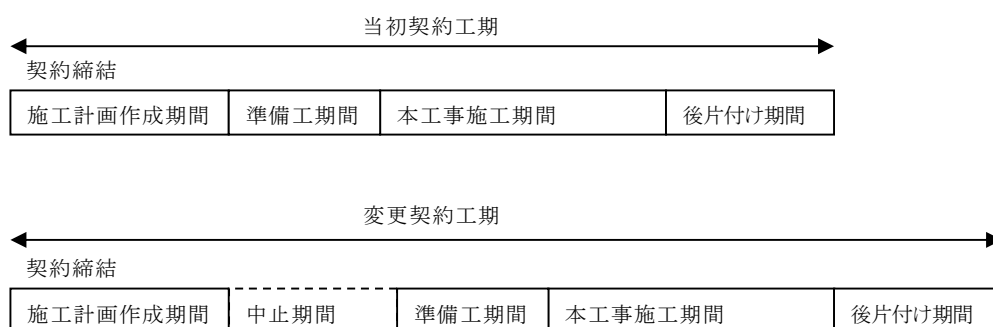 当初契約工期
契約締結
施工計画作成期間 準備工期間 本工事施工期間 後片付け期間
変更契約工期
契約締結
施工計画作成期間 中止期間 準備工期間 本工事施工期間 後片付け期間